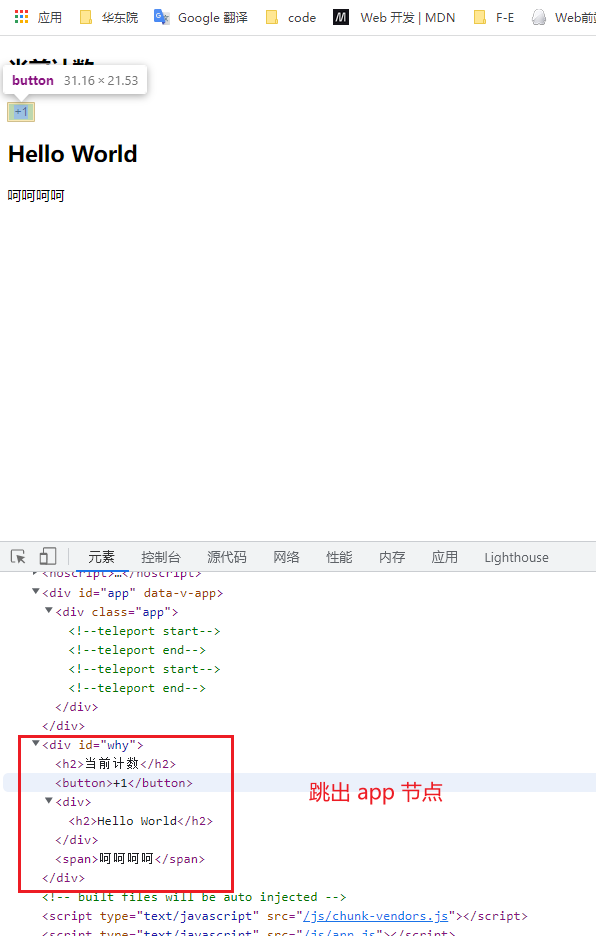 应用 华东院 Google 翻译 code Web 开发 | MDN F-E Web前
button 31.16 × 21.53
+1
Hello World
呵呵呵呵
元素 控制台 源代码 网络 性能 内存 应用 Lighthouse
<noscript>…</noscript>
<div id="app" data-v-app>
<div class="app">
<!--teleport start-->
<!--teleport end-->
<!--teleport start-->
<!--teleport end-->
</div>
</div>
<div id="why">
<h2>当前计数</h2>
<button>+1</button>
跳出 app 节点
<div>
<h2>Hello World</h2>
</div>
<span>呵呵呵呵</span>
</div>
<!-- built files will be auto injected -->
<script type="text/javascript" src="/js/chunk-vendors.js"></script>
<script type="text/javascript" src="/js/app.js"></script>